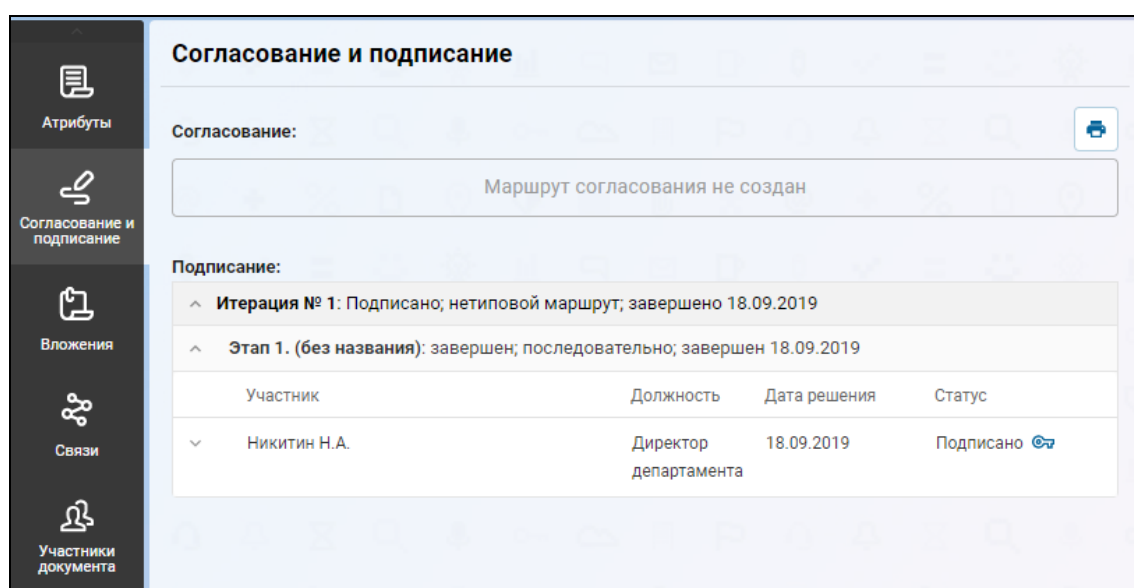 Согласование и подписание
Атрибуты
Согласование:
Маршрут согласования не создан
Согласование и
подписание
Подписание:
Итерация № 1: Подписано; нетиповой маршрут; завершено 18.09.2019
Вложения
Этап 1. (без названия): завершен; последовательно; завершен 18.09.2019
Участник Должность Дата решения Статус
Никитин Н.А. Директор 18.09.2019 Подписано
департамента
Связи
Участники
документа